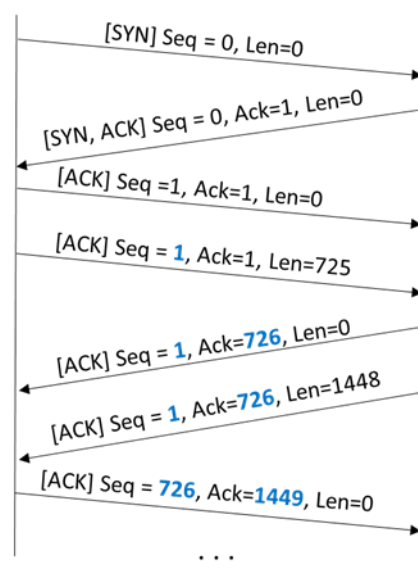 [SYN] Seq = 0, Len=0
[SYN, ACK] Seq = 0, Ack=1, Len=0
[ACK] Seq =1, Ack=1, Len=0
[ACK] Seq = 1, Ack=1, Len=725
[ACK] Seq = 1, Ack=726, Len=0
[ACK] Seq = 1, Ack=726, Len=1448
[ACK] Seq = 726, Ack=1449, Len=0
. . .